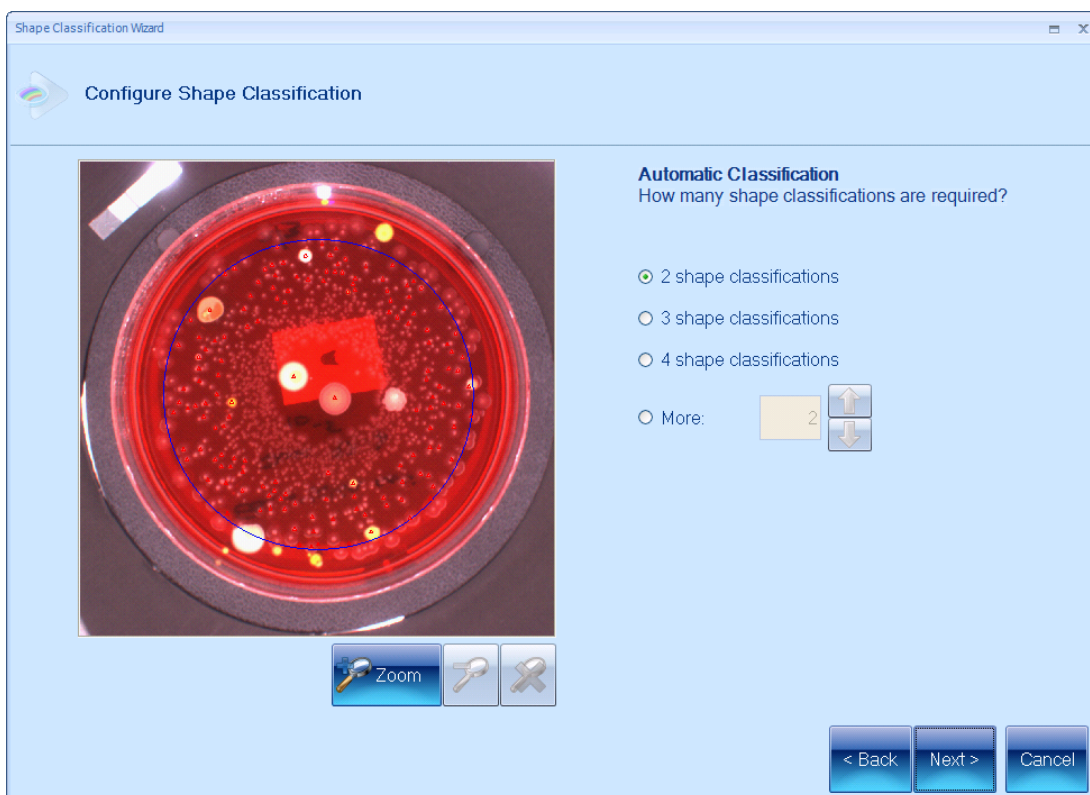 Shape Classification Wizard
Configure Shape Classification
Automatic Classification
How many shape classifications are required?
2 shape classifications
3 shape classifications
4 shape classifications
More:
2
Zoom
< Back
Next >
Cancel